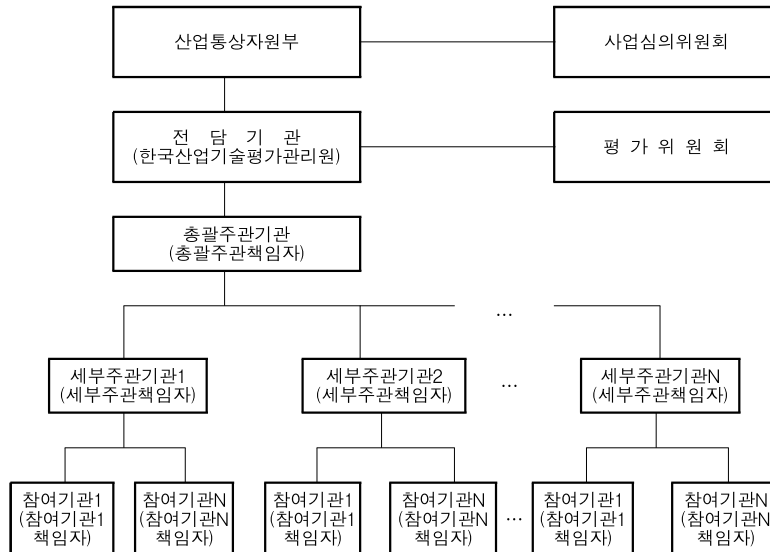 산업통상자원부
사업심의위원회
전 담 기 관
(한국산업기술평가관리원)
평 가 위 원 회
총괄주관기관
(총괄주관책임자)
...
세부주관기관1
(세부주관책임자)
세부주관기관2
(세부주관책임자)
...
세부주관기관N
(세부주관책임자)
참여기관1
(참여기관1
책임자)
참여기관N
(참여기관N
책임자)
참여기관1
(참여기관1
책임자)
참여기관N
(참여기관N
책임자)
...
참여기관1
(참여기관1
책임자)
참여기관N
(참여기관N
책임자)